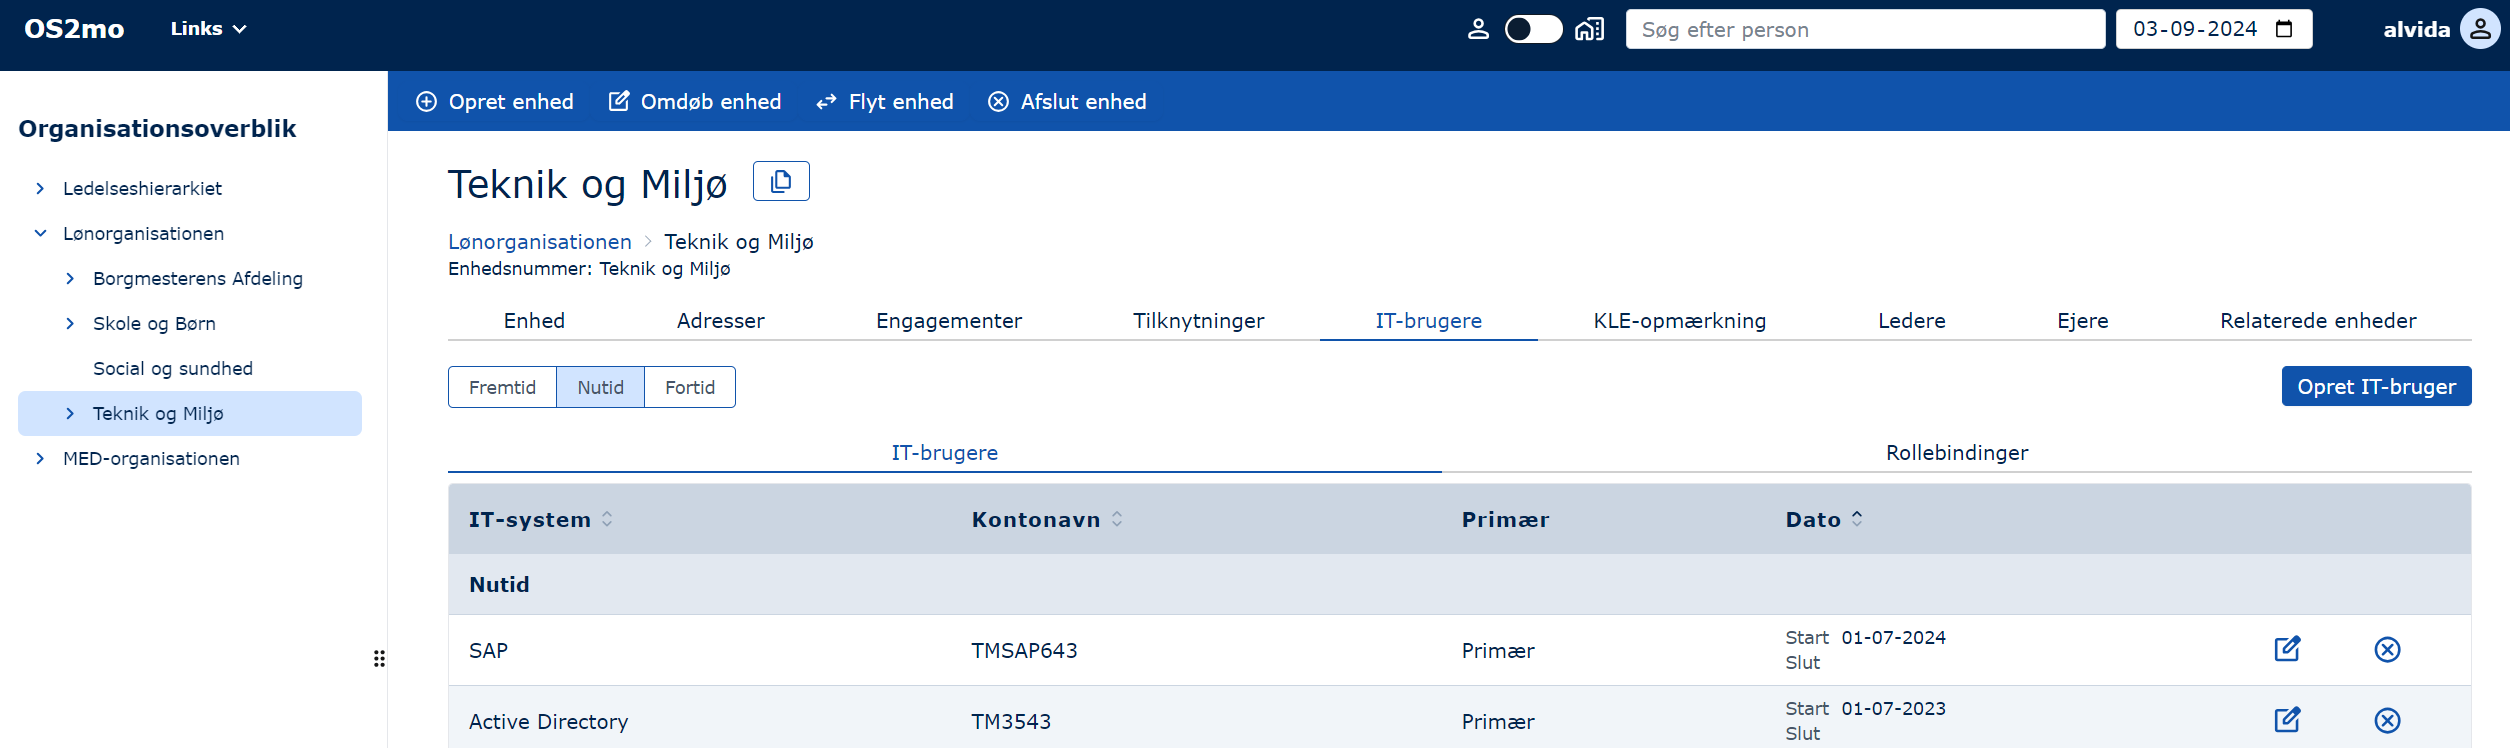 OS2mo Links Søg efter person 03-09-2024 alvida
Opret enhed Omdøb enhed Flyt enhed Afslut enhed
Organisationsoverblik
Ledelseshierarkiet
Lønorganisationen
Borgmesterens Afdeling
Skole og Børn
Social og sundhed
Teknik og Miljø
MED-organisationen
Teknik og Miljø
Lønorganisationen Teknik og Miljø
Enhedsnummer: Teknik og Miljø
Enhed Adresser Engagementer Tilknytninger IT-brugere KLE-opmærkning Ledere Ejere Relaterede enheder
Fremtid Nutid Fortid Opret IT-bruger
IT-brugere Rollebindinger
IT-system Kontonavn Primær Dato
Nutid
SAP TMSAP643 Primær Start 01-07-2024
Slut
Active Directory TM3543 Primær Start 01-07-2023
Slut